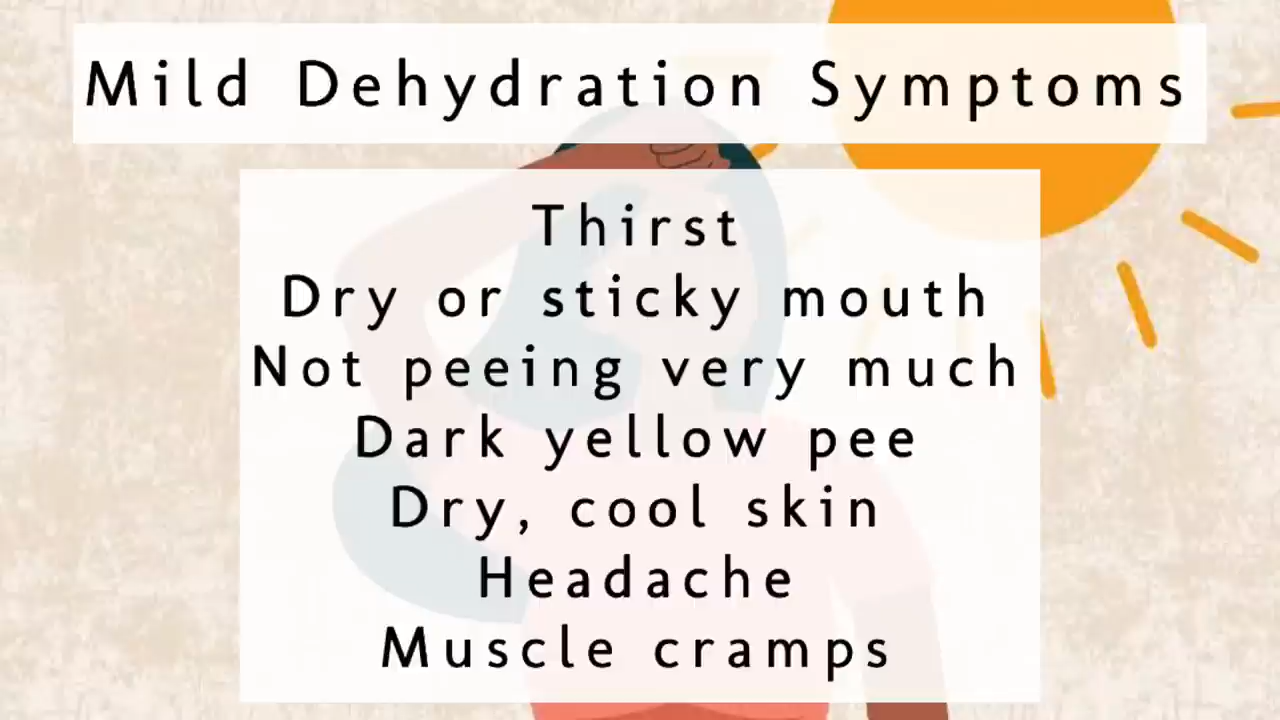 Mild Dehydration Symptoms
Thirst
Dry or sticky mouth
Not peeing very much
Dark yellow pee
Dry, cool skin
Headache
Muscle cramps